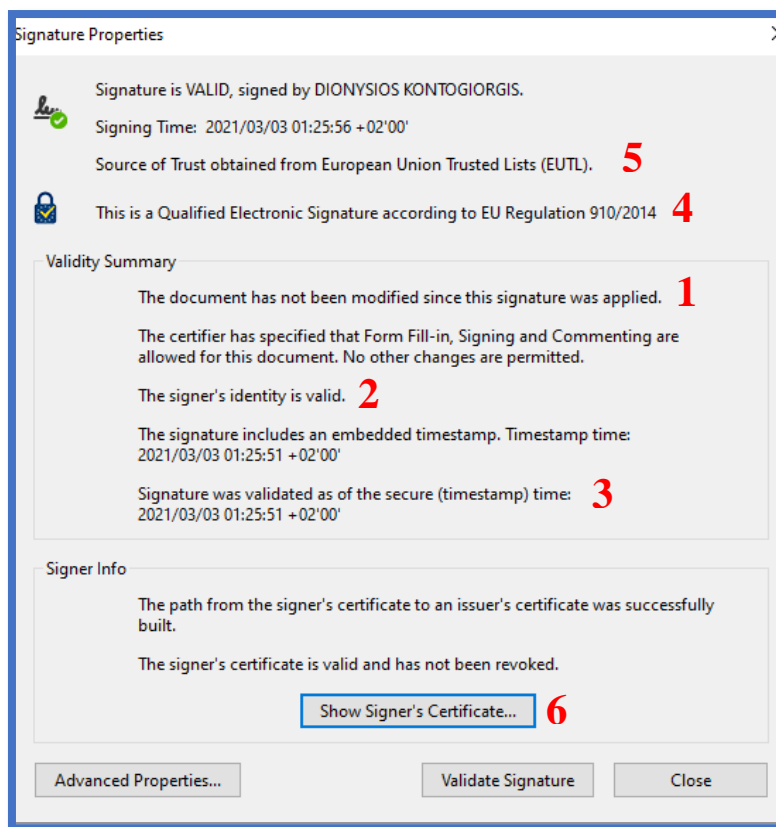 Signature Properties
Signature is VALID, signed by DIONYSIOS KONTOGIORGIS.
Signing Time: 2021/03/03 01:25:56 +02'00'
Source of Trust obtained from European Union Trusted Lists (EUTL). 5
This is a Qualified Electronic Signature according to EU Regulation 910/2014 4
Validity Summary
The document has not been modified since this signature was applied. 1
The certifier has specified that Form Fill-in, Signing and Commenting are
allowed for this document. No other changes are permitted.
The signer's identity is valid. 2
The signature includes an embedded timestamp. Timestamp time:
2021/03/03 01:25:51 +02'00'
Signature was validated as of the secure (timestamp) time: 3
2021/03/03 01:25:51 +02'00'
Signer Info
The path from the signer's certificate to an issuer's certificate was successfully
built.
The signer's certificate is valid and has not been revoked.
Show Signer's Certificate... 6
Advanced Properties... Validate Signature Close